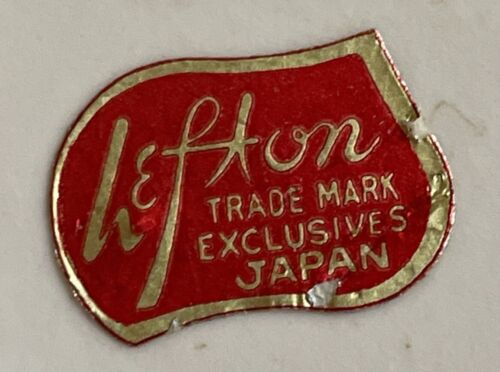 Lefton
TRADE MARK
EXCLUSIVES
JAPAN